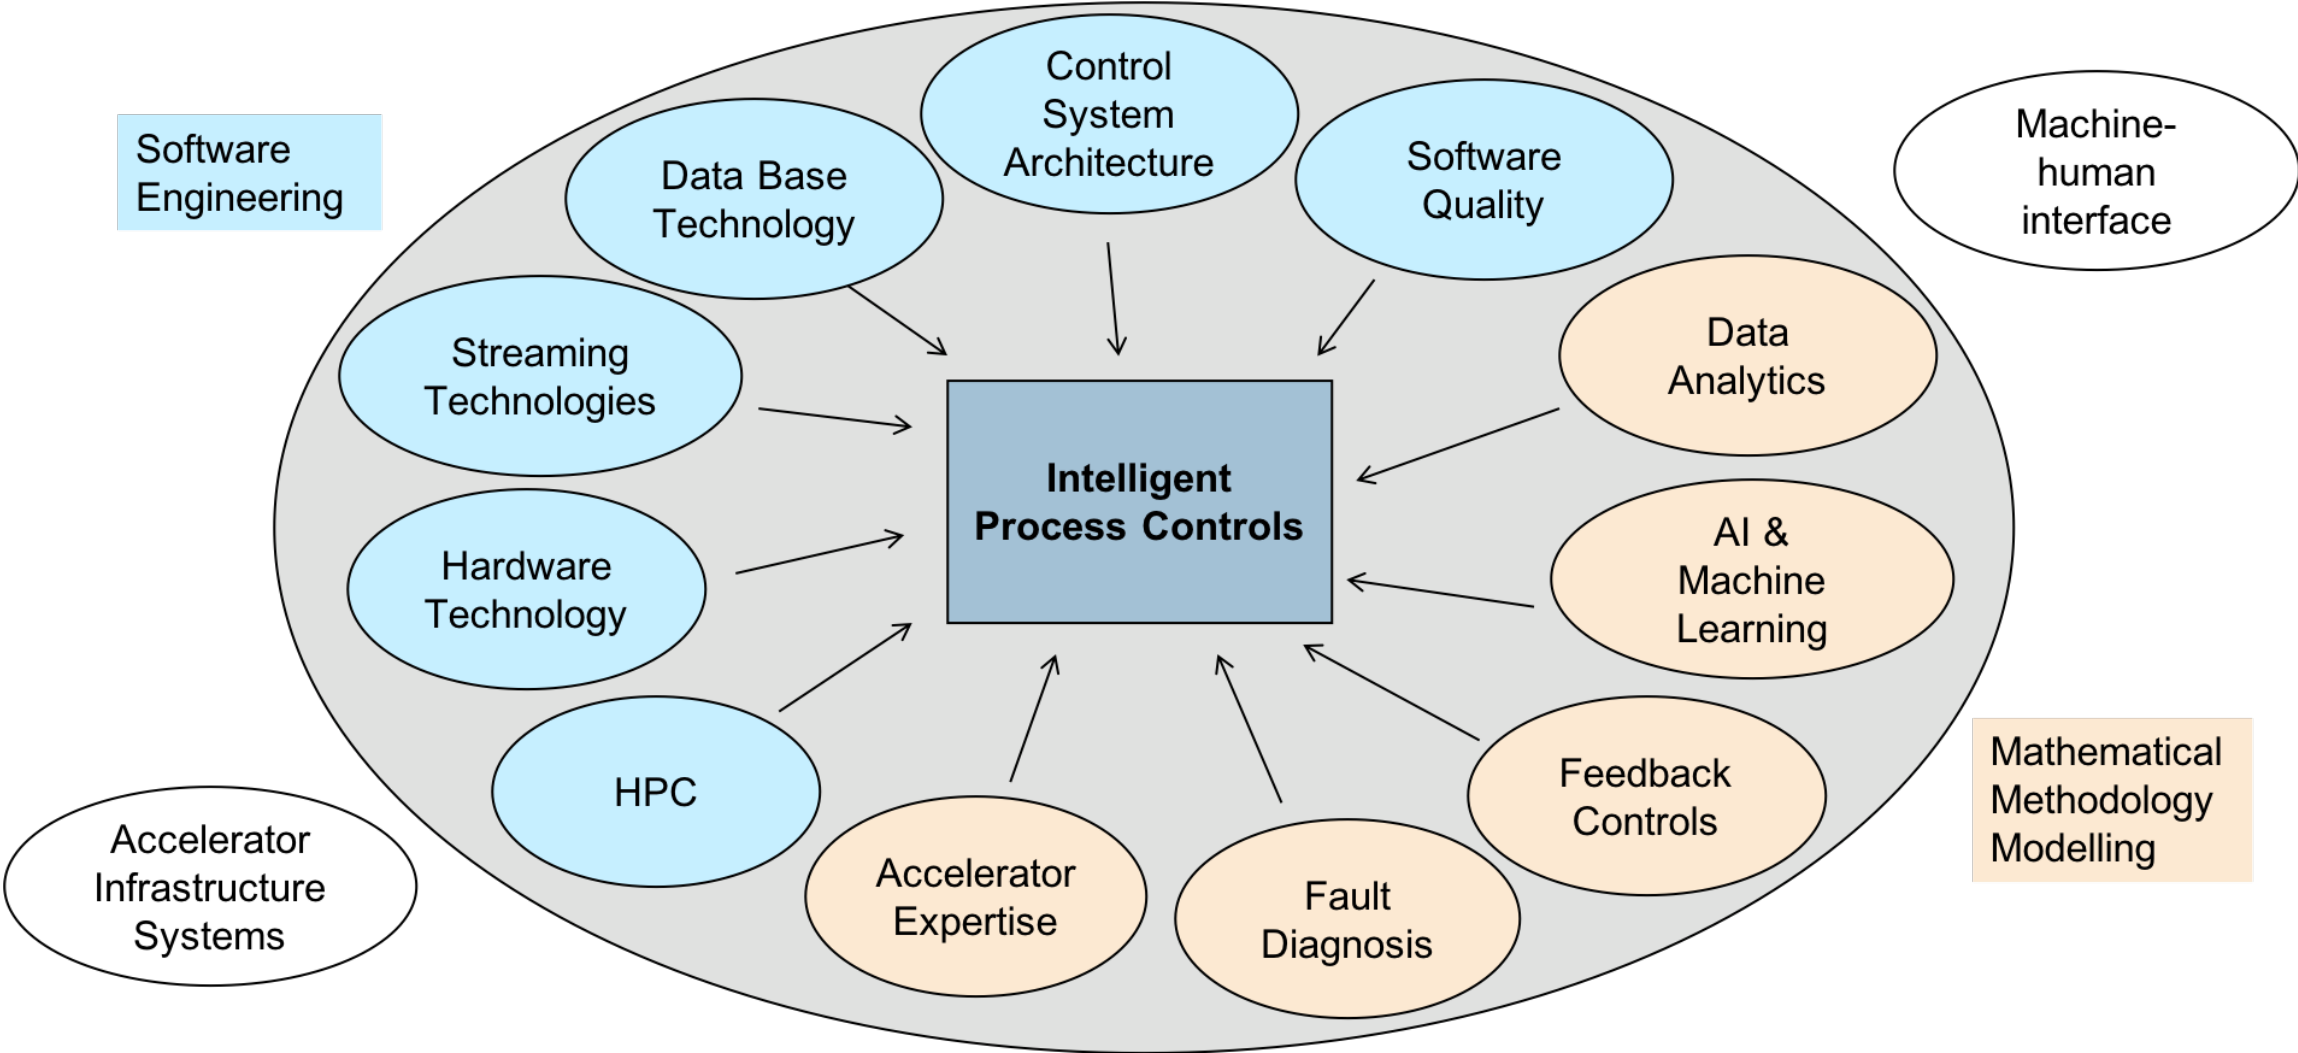 Control
System
Architecture
Software
Quality
Machine-
human
interface
Software
Engineering
Data Base
Technology
Streaming
Technologies
Data
Analytics
Intelligent
Process Controls
AI &
Machine
Learning
Hardware
Technology
HPC
Feedback
Controls
Mathematical
Methodology
Modelling
Accelerator
Infrastructure
Systems
Accelerator
Expertise
Fault
Diagnosis